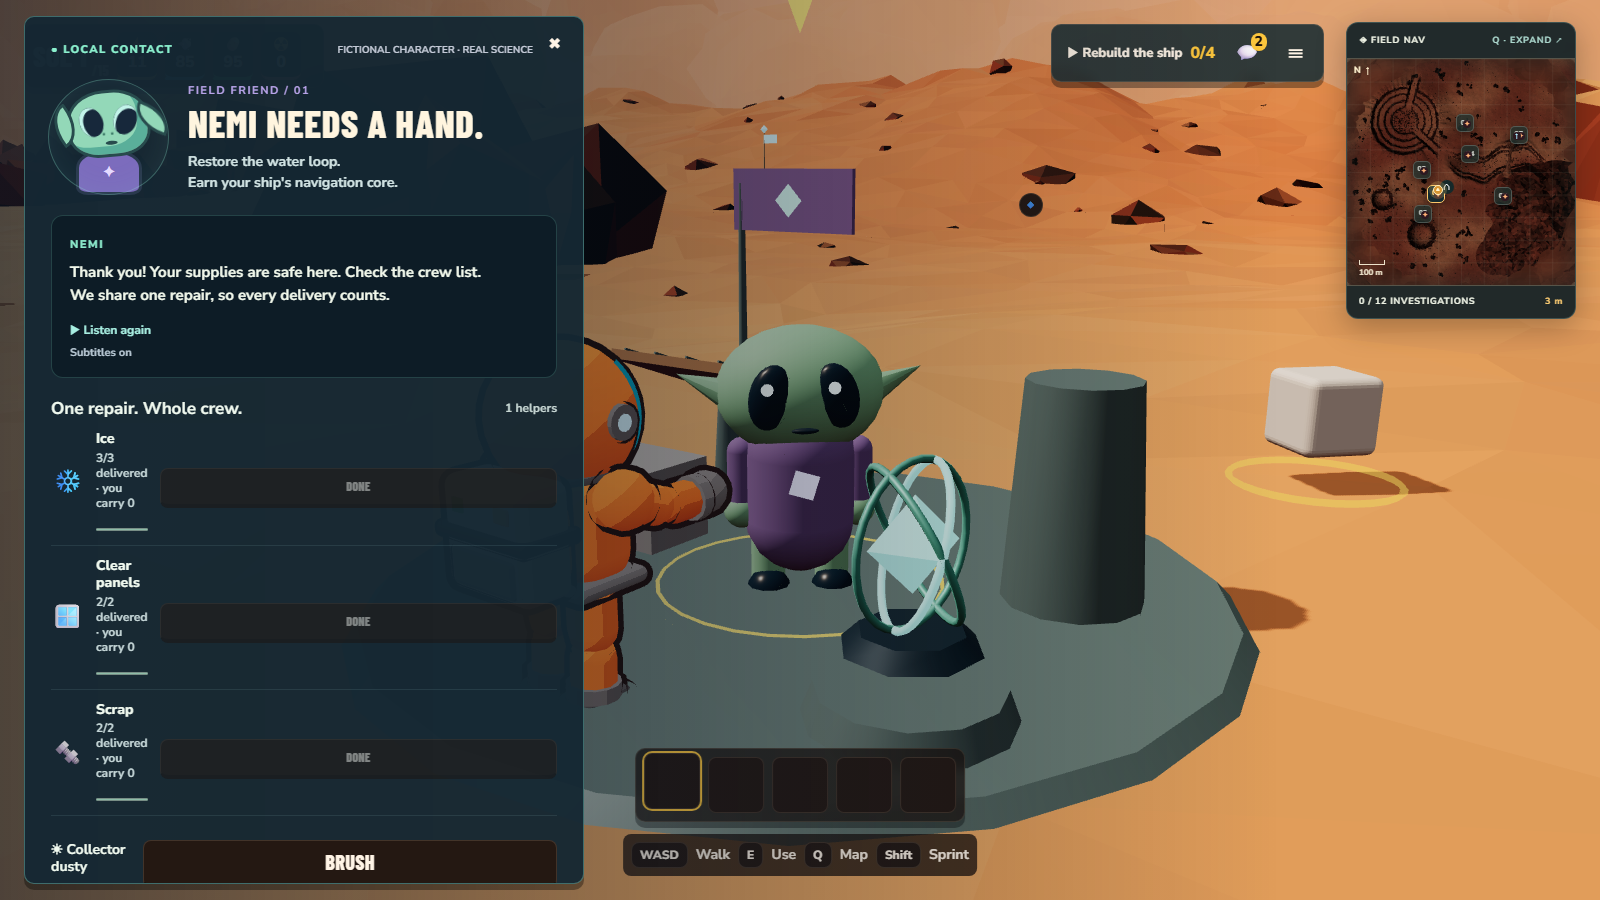 LOCAL CONTACT
FICTIONAL CHARACTER · REAL SCIENCE
FIELD FRIEND / 01
NEMI NEEDS A HAND.
Restore the water loop.
Earn your ship's navigation core.
NEMI
Thank you! Your supplies are safe here. Check the crew list.
We share one repair, so every delivery counts.
Listen again
Subtitles on
One repair. Whole crew.
1 helpers
Ice
3/3
delivered
· you
carry 0
DONE
Clear
panels
2/2
delivered
· you
carry 0
DONE
Scrap
2/2
delivered
· you
carry 0
DONE
Collector
dusty
BRUSH
Rebuild the ship 0/4
2
FIELD NAV
Q · EXPAND
N
100 m
0 / 12 INVESTIGATIONS
3 m
WASD Walk E Use Q Map Shift Sprint